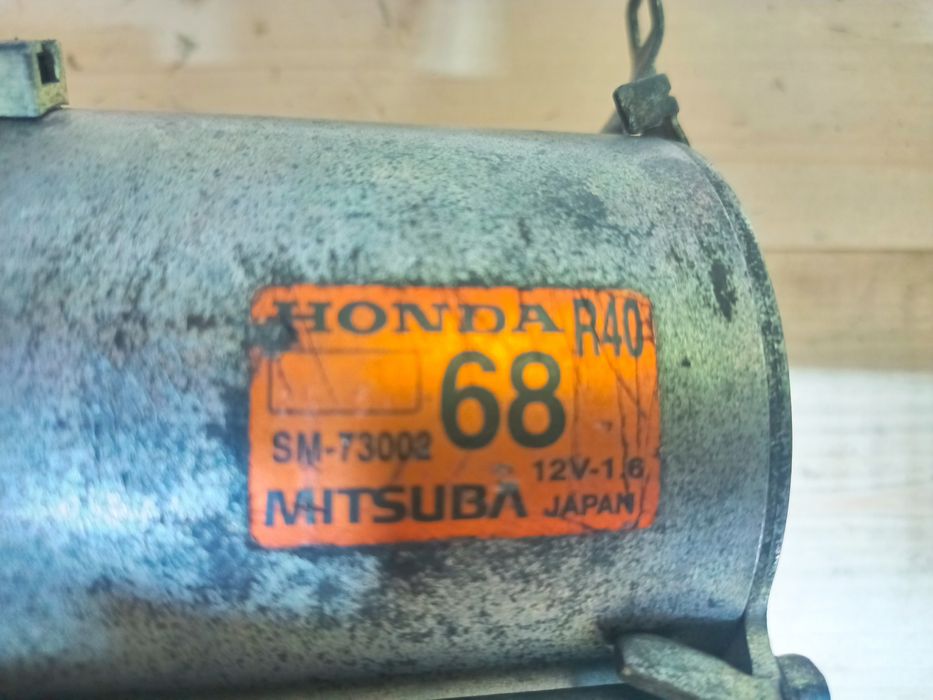 HONDA R40
68
SM-73002
12V-1.6
MITSUBA JAPAN